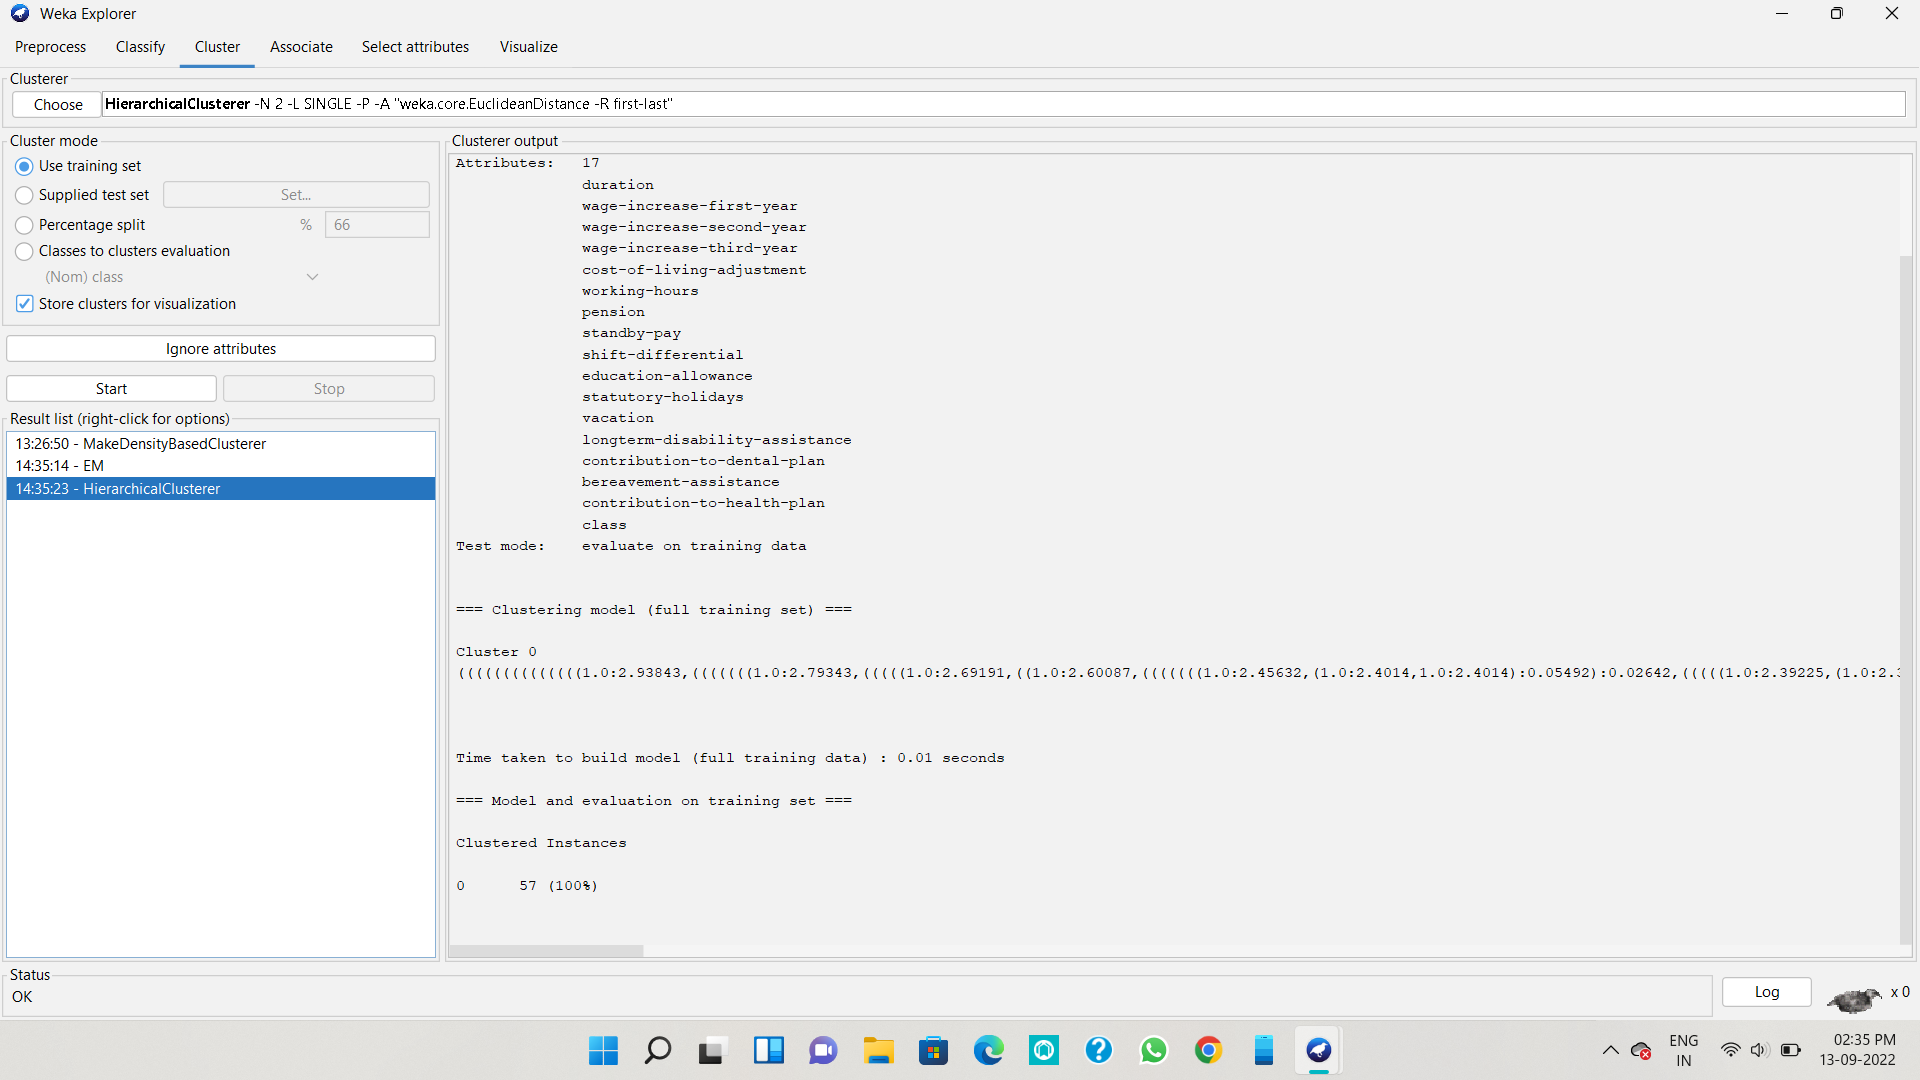 Weka Explorer
Preprocess Classify Cluster Associate Select attributes Visualize
Clusterer
Choose HierarchicalClusterer -N 2 -L SINGLE -P -A "weka.core.EuclideanDistance -R first-last"
Cluster mode
Use training set
Supplied test set Set...
Percentage split % 66
Classes to clusters evaluation
(Nom) class
Store clusters for visualization
Ignore attributes
Start Stop
Result list (right-click for options)
13:26:50 - MakeDensityBasedClusterer
14:35:14 - EM
14:35:23 - HierarchicalClusterer
Clusterer output
Attributes: 17
duration
wage-increase-first-year
wage-increase-second-year
wage-increase-third-year
cost-of-living-adjustment
working-hours
pension
standby-pay
shift-differential
education-allowance
statutory-holidays
vacation
longterm-disability-assistance
contribution-to-dental-plan
bereavement-assistance
contribution-to-health-plan
class
Test mode: evaluate on training data
=== Clustering model (full training set) ===
Cluster 0
((((((((((((((1.0:2.93843,(((((((1.0:2.79343,(((((1.0:2.69191,((1.0:2.60087,(((((((1.0:2.45632,(1.0:2.4014,1.0:2.4014):0.05492):0.02642,(((((1.0:2.39225,(1.0:2.3
Time taken to build model (full training data) : 0.01 seconds
=== Model and evaluation on training set ===
Clustered Instances
0 57 (100%)
Status
OK
Log
x 0
ENG
IN
02:35 PM
13-09-2022